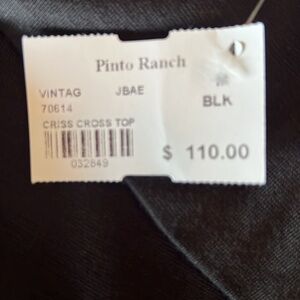 Pinto Ranch
VINTAG JBAE
70614 BLK
CRISS CROSS TOP
032849
$ 110.00